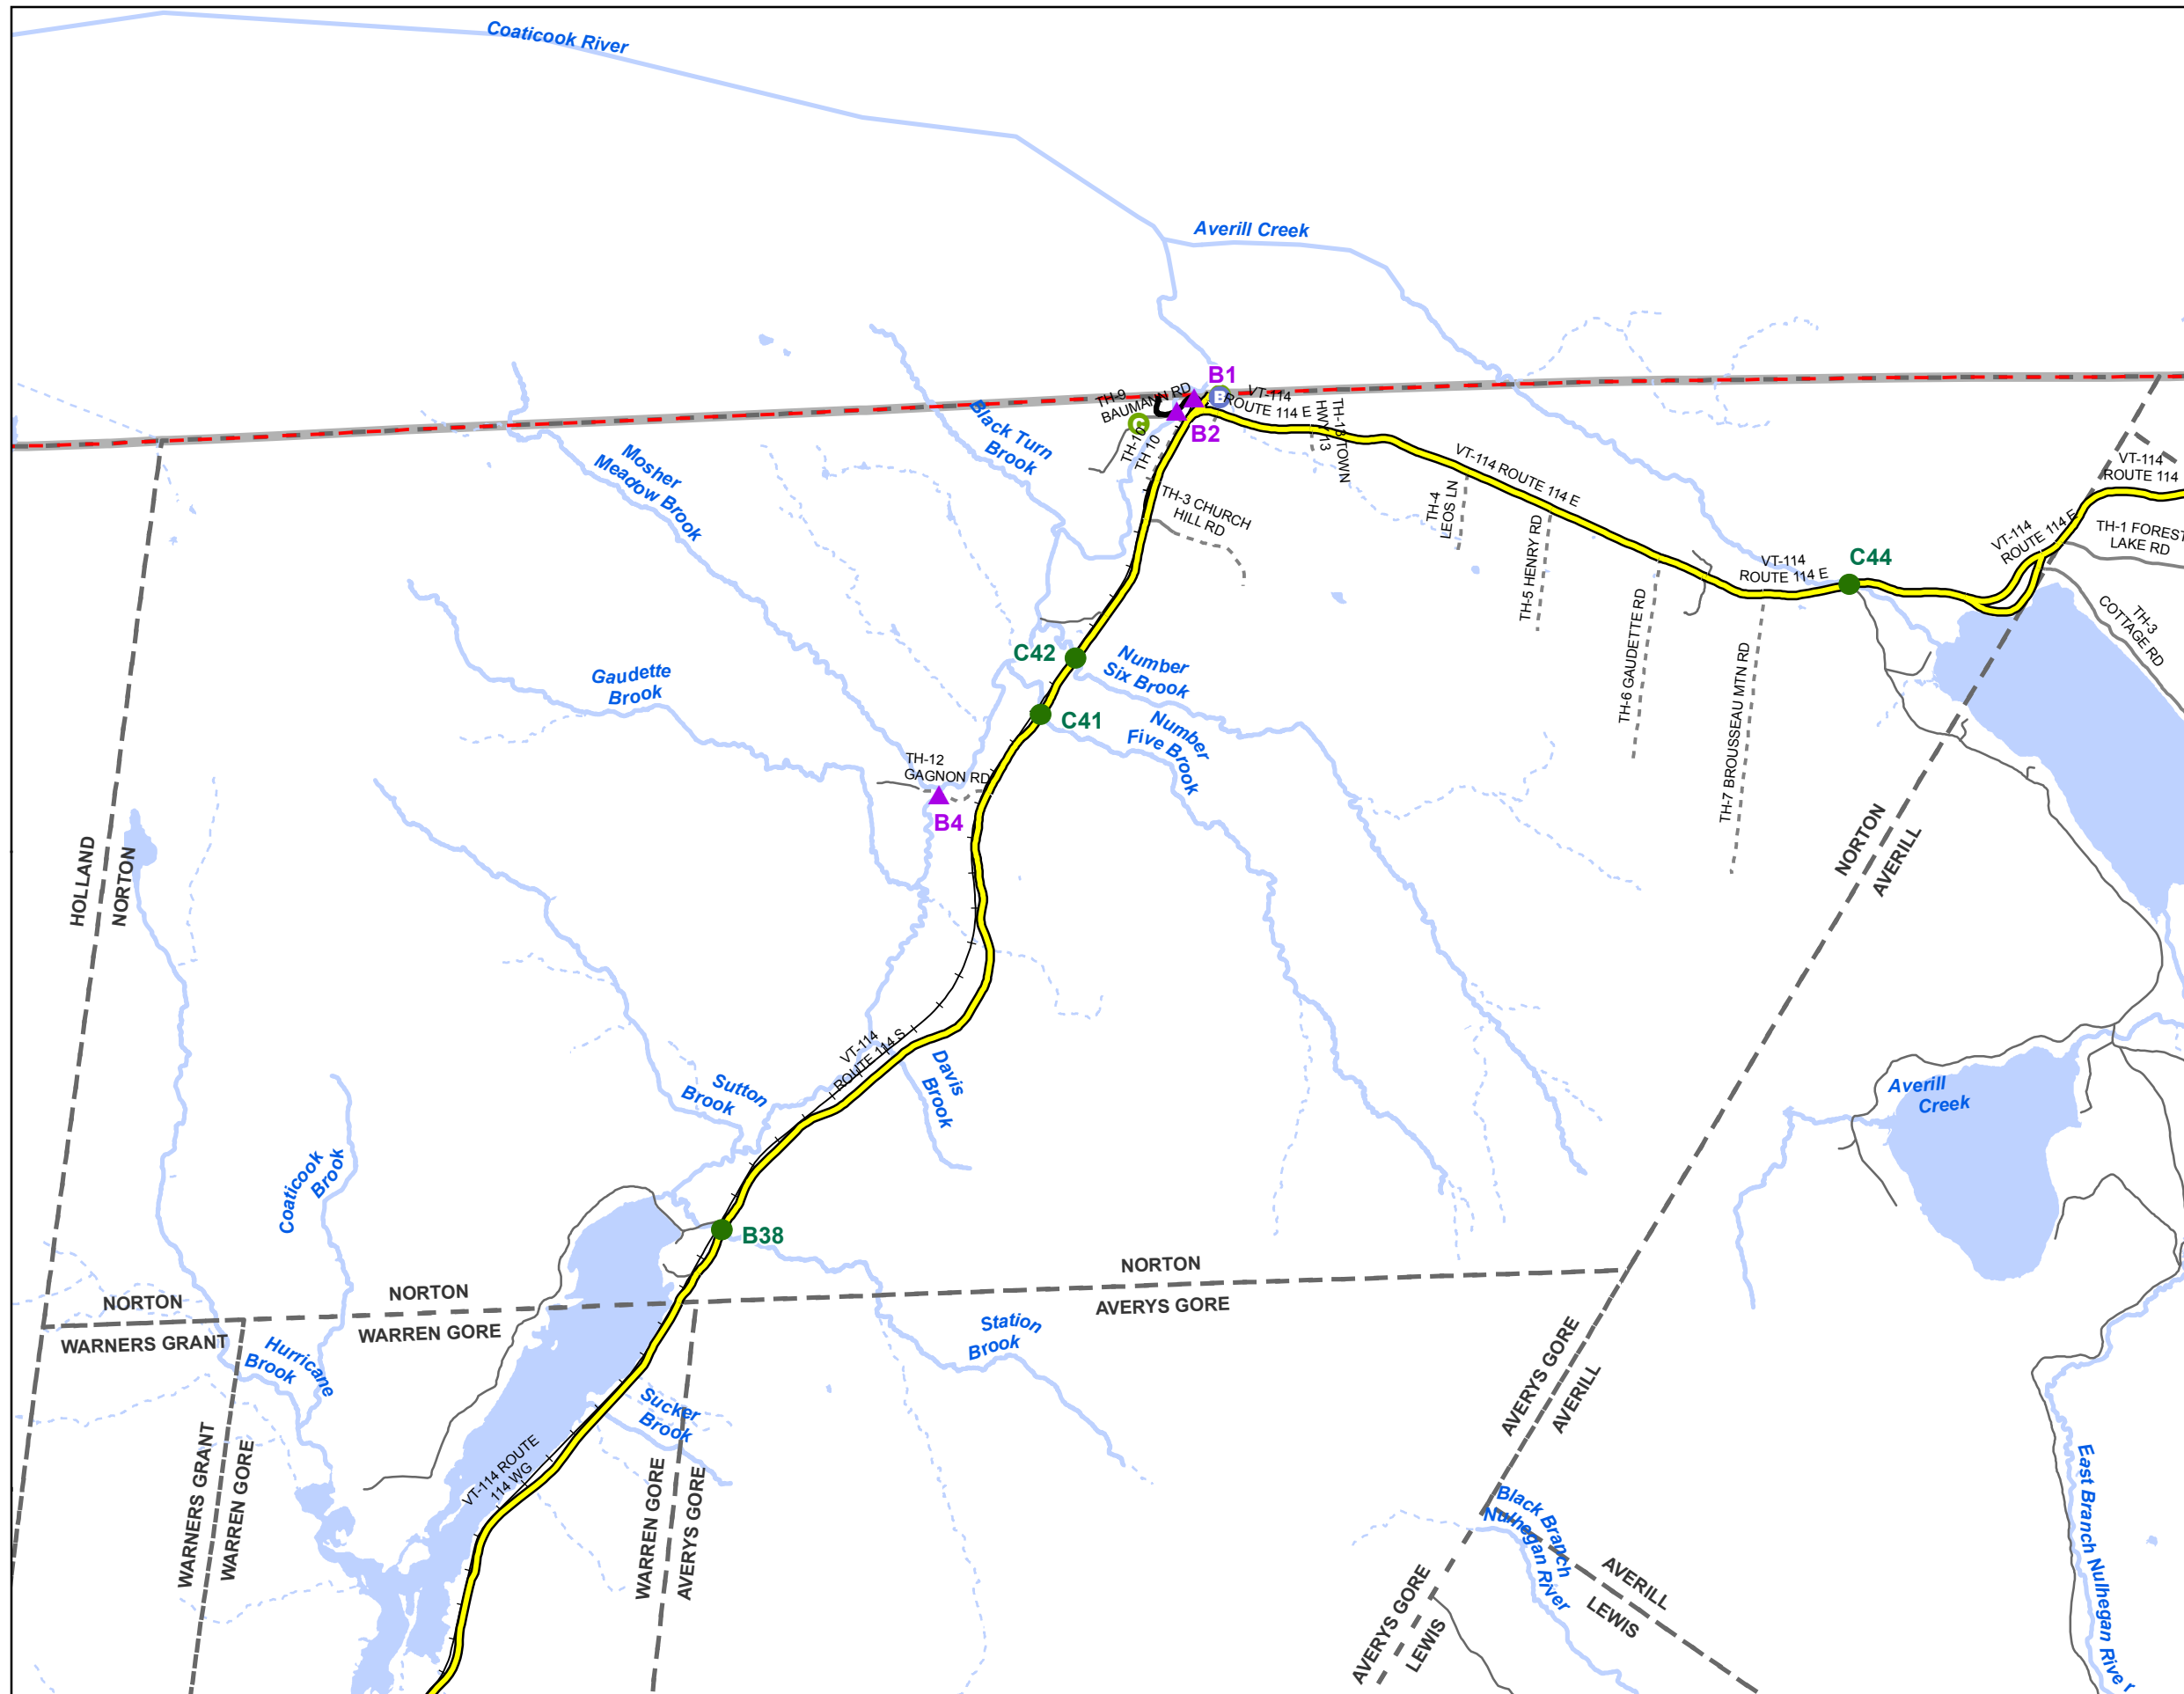 Coaticook River
Averill Creek
B1
TH-9
BAUMANN RD
B
VT-114
ROUTE 114 E
C
B2
TH-10
TH 10
TH-13 TOWN
HWY 13
Black Turn
Brook
Mosher
Meadow Brook
VT-114 ROUTE 114 E
VT-114
ROUTE 114
TH-3 CHURCH
HILL RD
TH-4
LEOS LN
TH-5 HENRY RD
VT-114
ROUTE 114 E
TH-1 FOREST
LAKE RD
VT-114
ROUTE 114 E
C44
TH-3
COTTAGE RD
TH-6 GAUDETTE RD
TH-7 BROUSSEAU MTN RD
C42
Number
Six Brook
Gaudette
Brook
C41
Number
Five Brook
TH-12
GAGNON RD
B4
HOLLAND
NORTON
NORTON
AVERILL
VT-114
ROUTE 114 S
Davis
Brook
Sutton
Brook
Averill
Creek
Coaticook
Brook
B38
NORTON
NORTON
NORTON
AVERYS GORE
WARNERS GRANT
WARREN GORE
Station
Brook
Hurricane
Brook
AVERYS GORE
AVERILL
Sucker
Brook
VT-114 ROUTE
114 WG
WARNERS GRANT
WARREN GORE
WARREN GORE
AVERYS GORE
Black Branch
Nulhegan River
East Branch Nulhegan River
AVERILL
LEWIS
AVERYS GORE
LEWIS